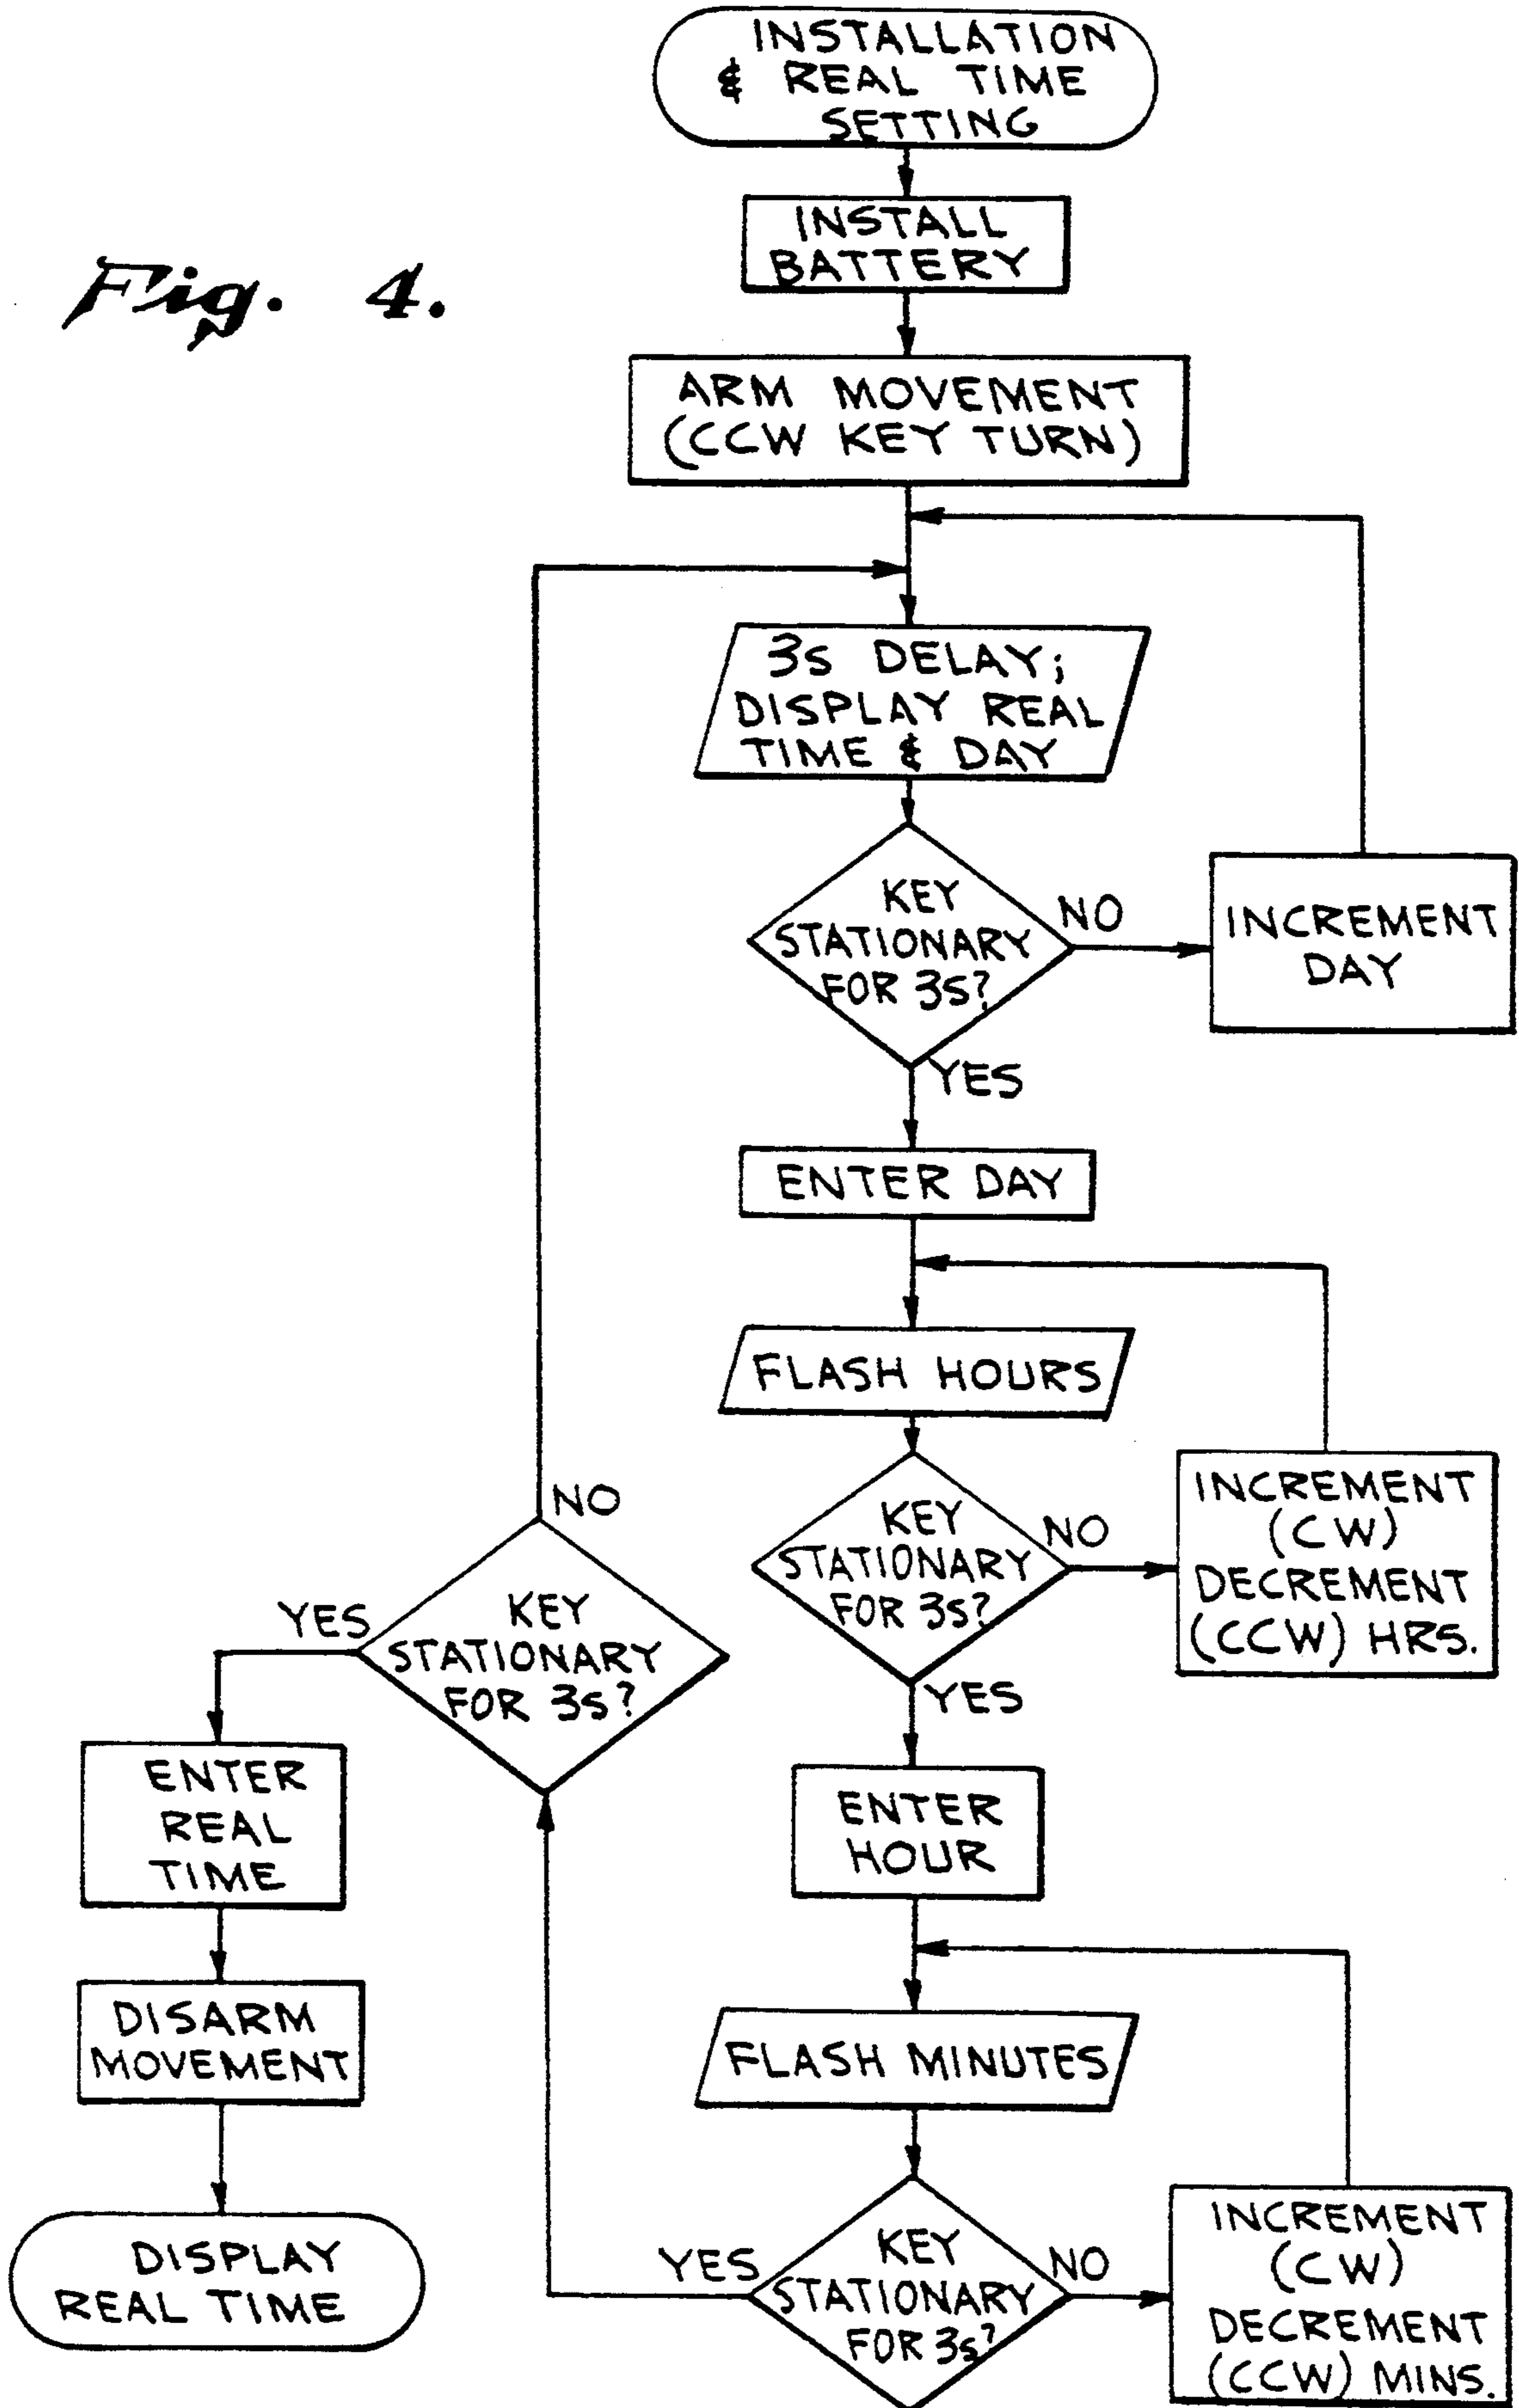 INSTALLATION
& REAL TIME
SETTING
INSTALL
BATTERY
Fig. 4.
ARM MOVEMENT
(CCW KEY TURN)
3s DELAY;
DISPLAY REAL
TIME & DAY
KEY
STATIONARY
FOR 3s?
NO
INCREMENT
DAY
YES
ENTER DAY
FLASH HOURS
KEY
STATIONARY
FOR 3s?
NO
INCREMENT
(CW)
DECREMENT
(CCW) HRS.
YES
ENTER
HOUR
FLASH MINUTES
KEY
STATIONARY
FOR 3s?
NO
INCREMENT
(CW)
DECREMENT
(CCW) MINS.
YES
KEY
STATIONARY
FOR 3s?
NO
YES
ENTER
REAL
TIME
DISARM
MOVEMENT
DISPLAY
REAL TIME